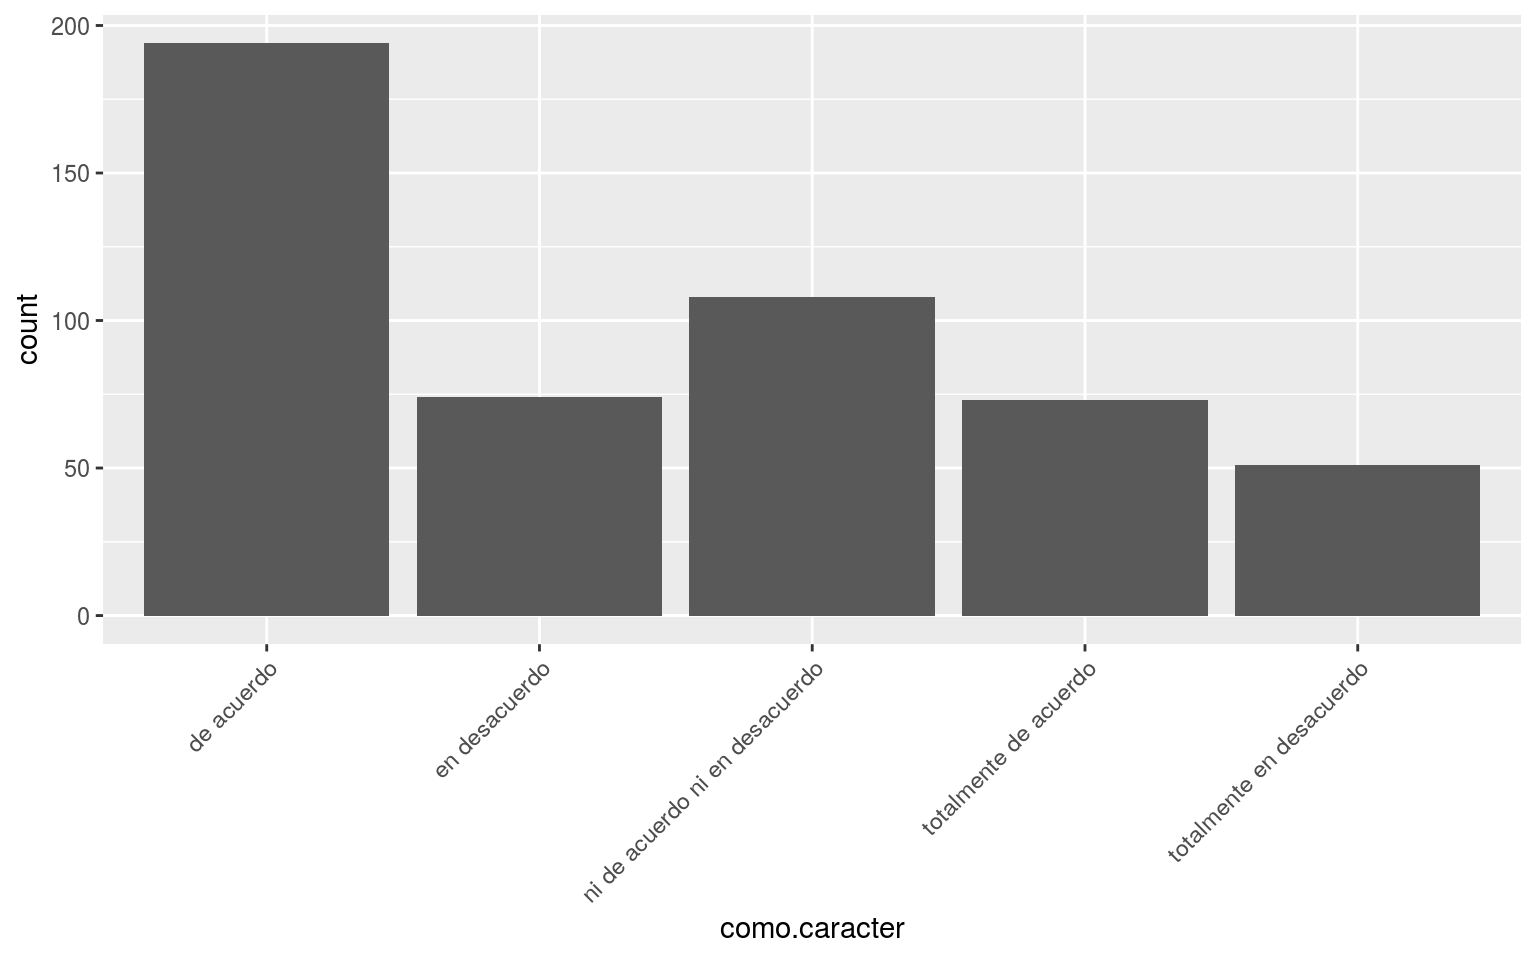 200
150
100
50
0
count
de acuerdo
en desacuerdo
ni de acuerdo ni en desacuerdo
totalmente de acuerdo
totalmente en desacuerdo
como.caracter